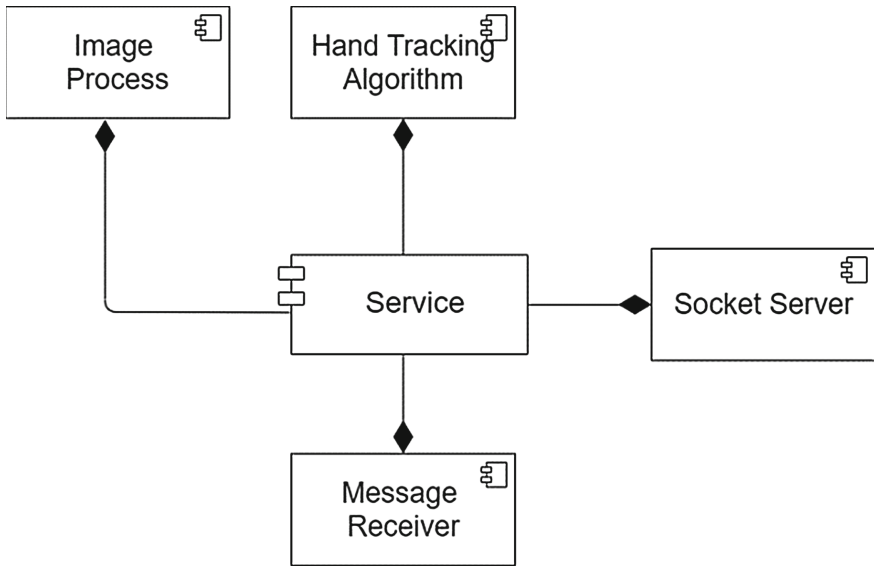 Image
Process
Hand Tracking
Algorithm
Service
Socket Server
Message
Receiver